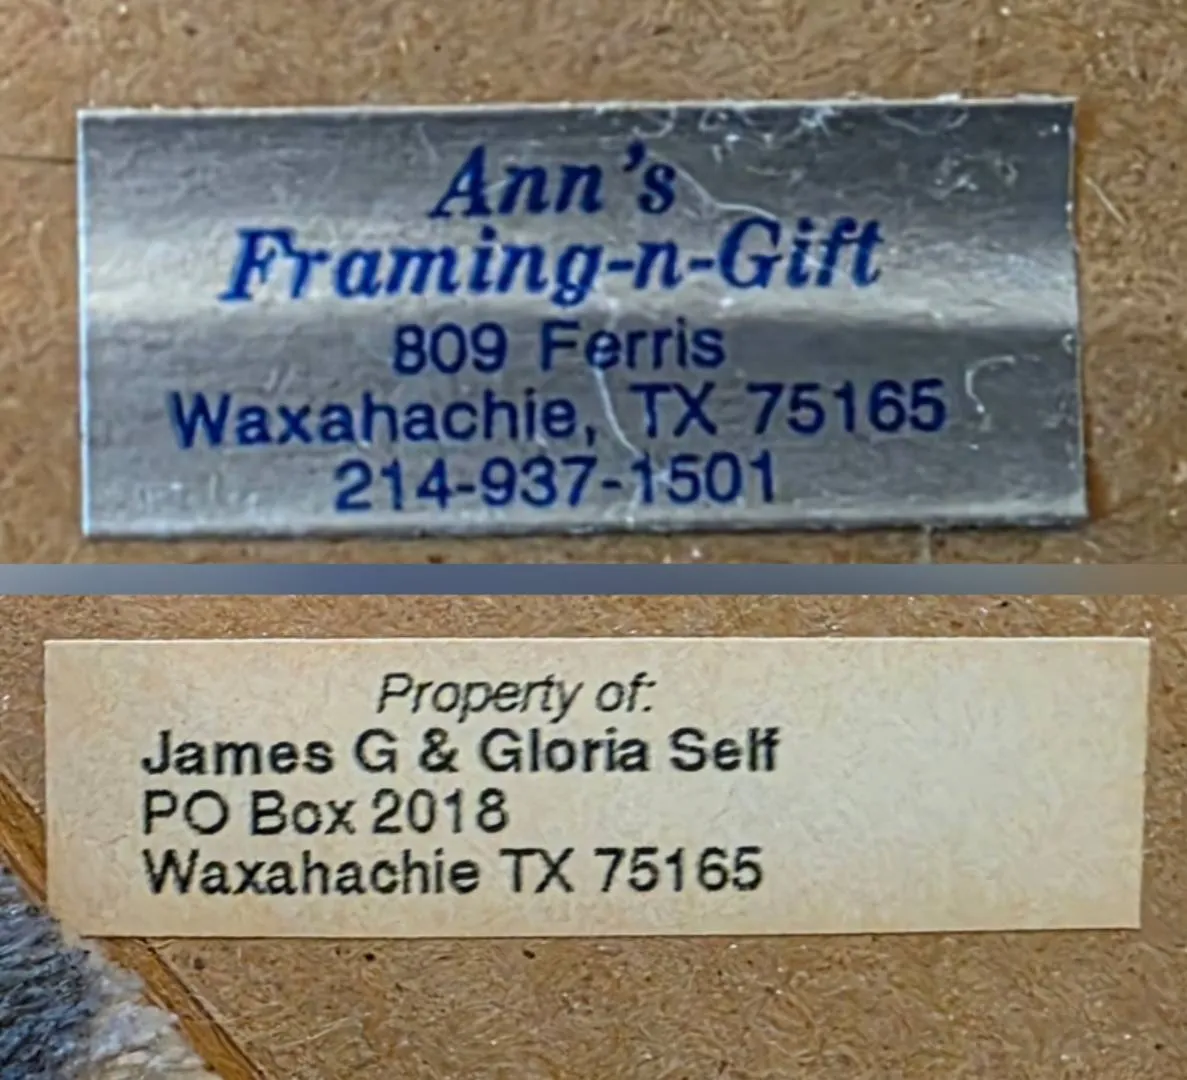 Ann's
Framing-n-Gift
809 Ferris
Waxahachie, TX 75165
214-937-1501
Property of:
James G & Gloria Self
PO Box 2018
Waxahachie TX 75165